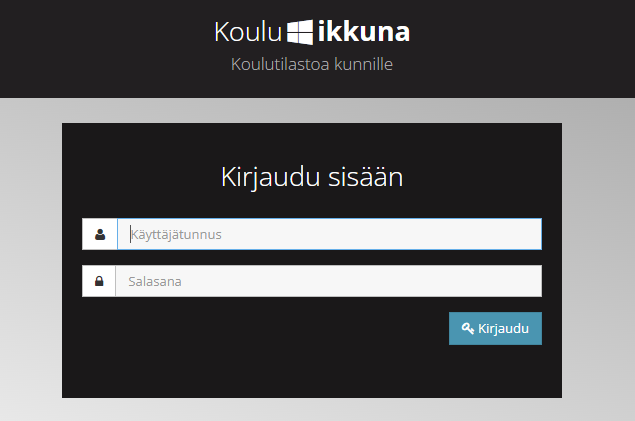 Koulu ikkuna
Koulutilastoa kunnille
Kirjaudu sisään
Käyttäjätunnus
Salasana
Kirjaudu